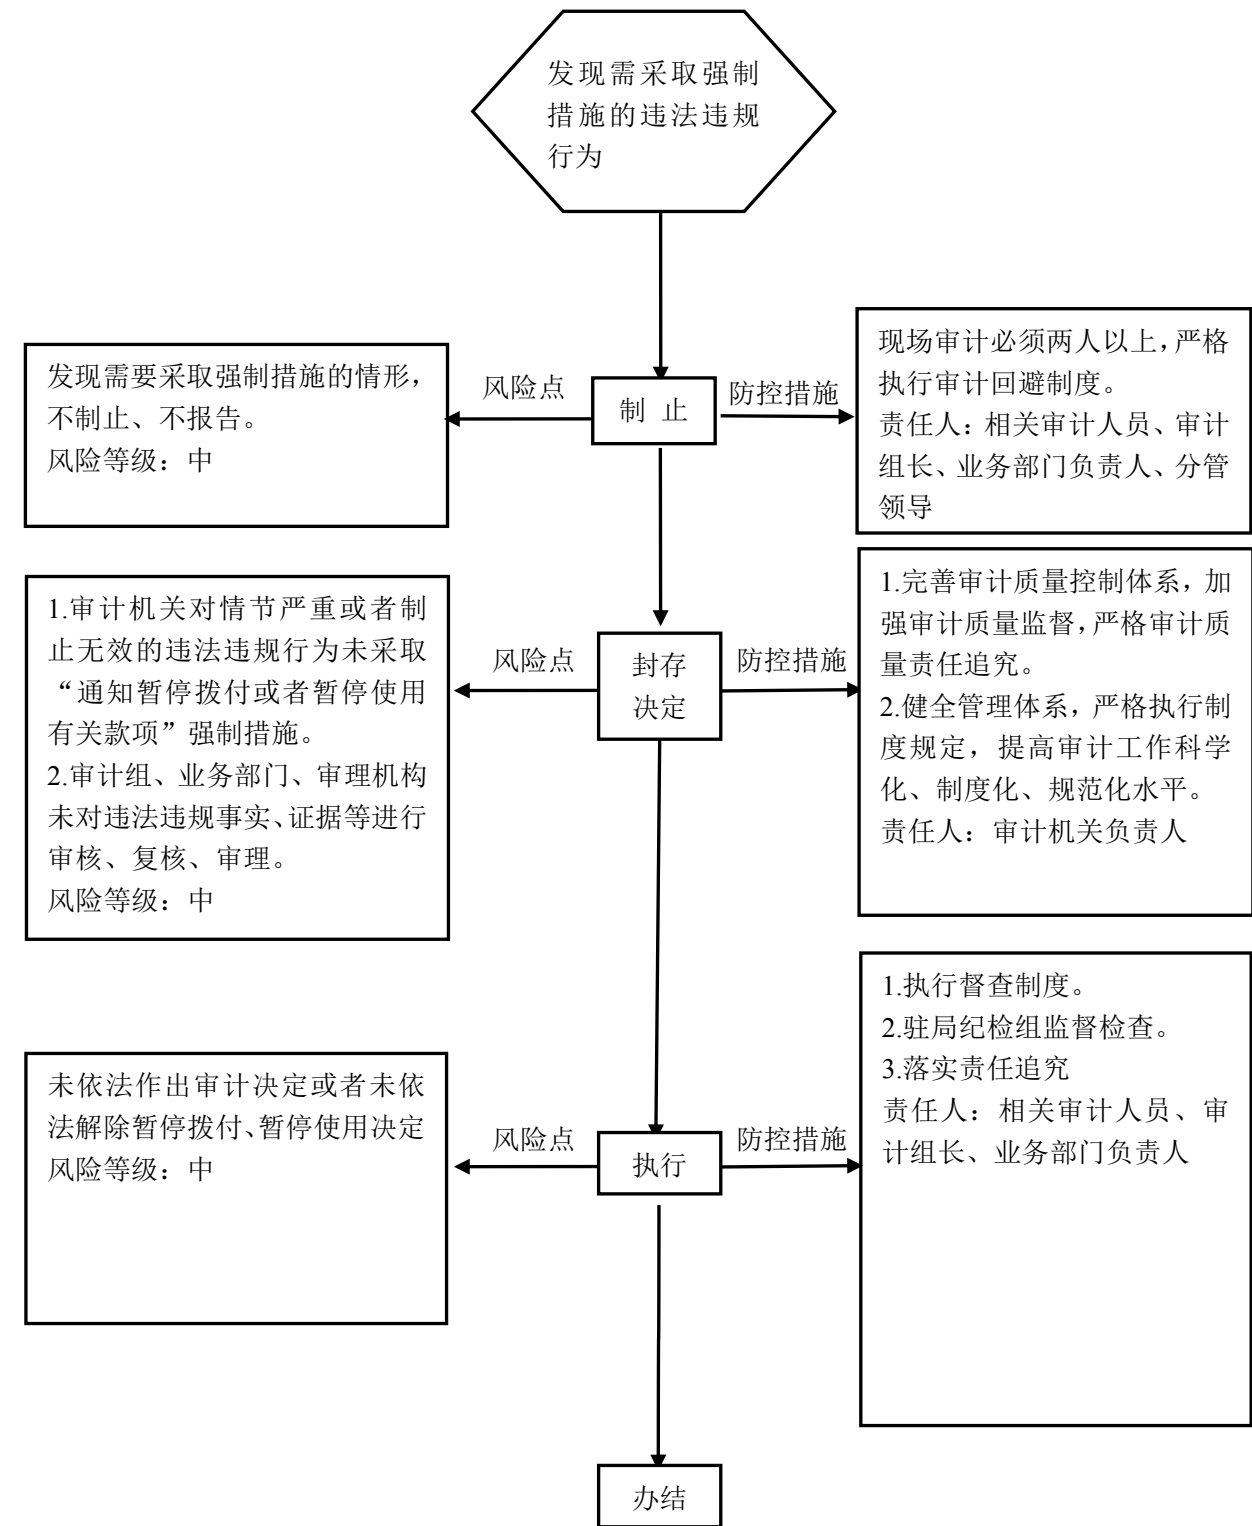 发现需采取强制
措施的违法违规
行为
发现需要采取强制措施的情形，
不制止、不报告。
风险等级：中
风险点
制 止
防控措施
现场审计必须两人以上，严格
执行审计回避制度。
责任人：相关审计人员、审计
组长、业务部门负责人、分管
领导
1.审计机关对情节严重或者制
止无效的违法违规行为未采取
“通知暂停拨付或者暂停使用
有关款项”强制措施。
2.审计组、业务部门、审理机构
未对违法违规事实、证据等进行
审核、复核、审理。
风险等级：中
风险点
封存
决定
防控措施
1.完善审计质量控制体系，加
强审计质量监督，严格审计质
量责任追究。
2.健全管理体系，严格执行制
度规定，提高审计工作科学
化、制度化、规范化水平。
责任人：审计机关负责人
未依法作出审计决定或者未依
法解除暂停拨付、暂停使用决定
风险等级：中
风险点
执行
防控措施
1.执行督查制度。
2.驻局纪检组监督检查。
3.落实责任追究
责任人：相关审计人员、审
计组长、业务部门负责人
办结